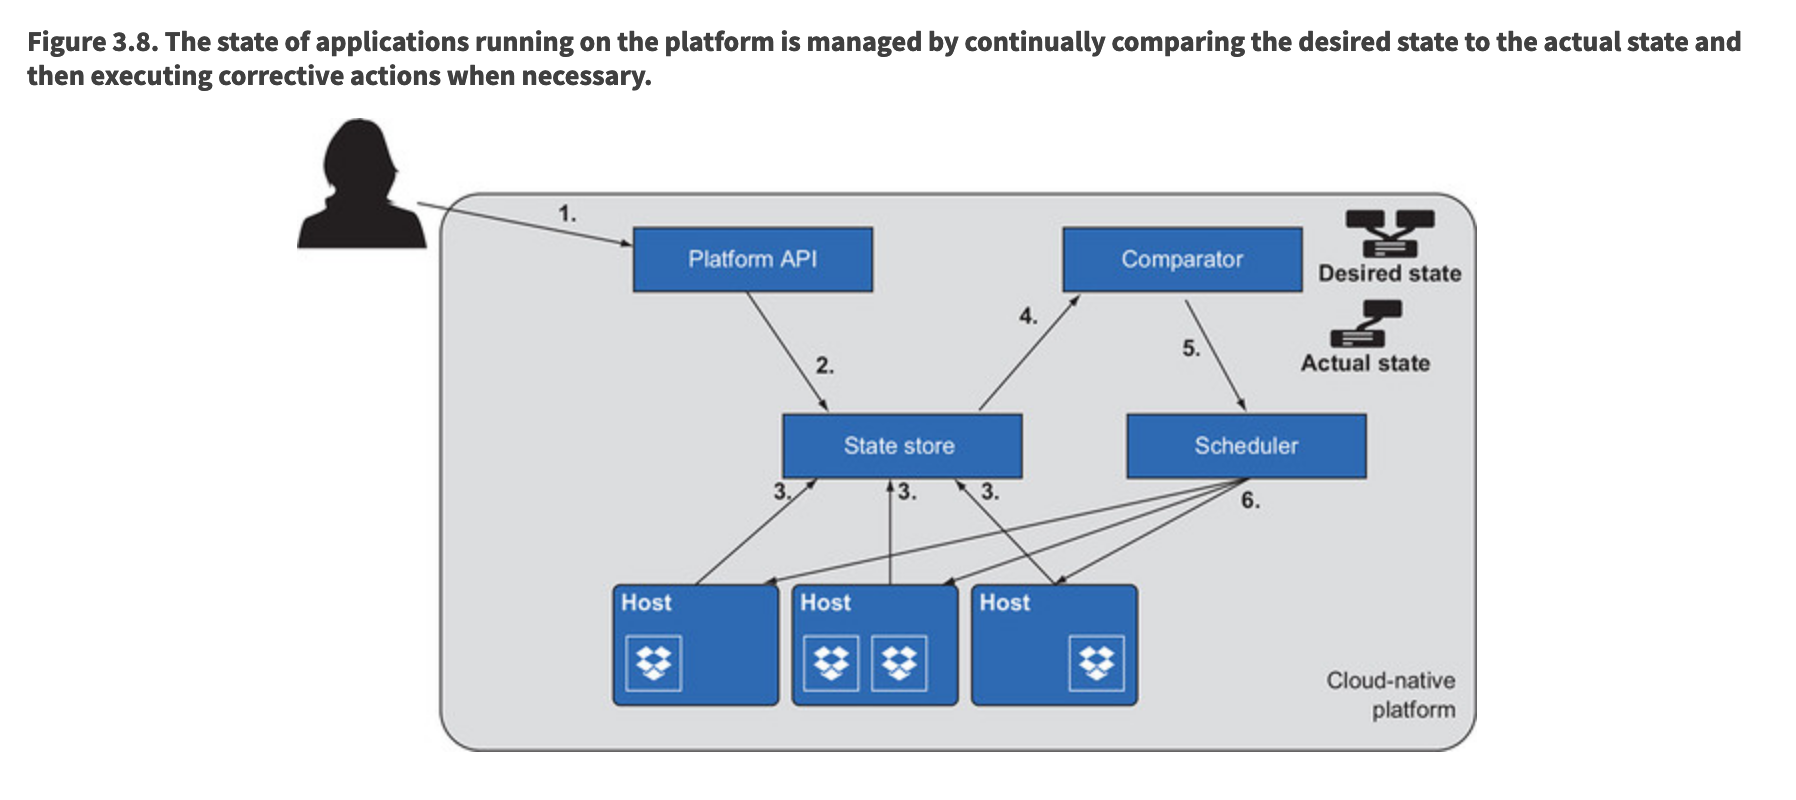 Figure 3.8. The state of applications running on the platform is managed by continually comparing the desired state to the actual state and
then executing corrective actions when necessary.
1.
Platform API
Comparator
Desired state
4.
5.
Actual state
2.
State store
Scheduler
3.
3.
3.
6.
Host
Host
Host
Cloud-native
platform